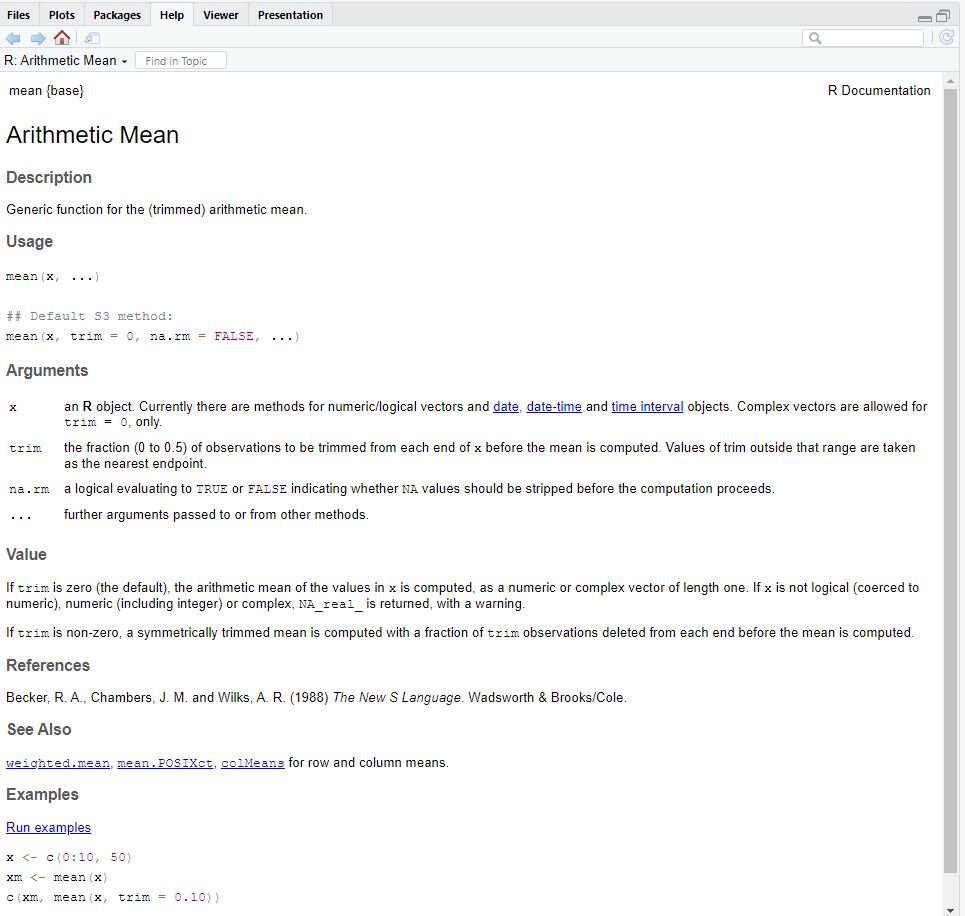 Files Plots Packages Help Viewer Presentation
R: Arithmetic Mean Find in Topic
mean {base} R Documentation
Arithmetic Mean
Description
Generic function for the (trimmed) arithmetic mean.
Usage
mean(x, ...)
## Default S3 method:
mean(x, trim = 0, na.rm = FALSE, ...)
Arguments
x an R object. Currently there are methods for numeric/logical vectors and date, date-time and time interval objects. Complex vectors are allowed for
trim = 0, only.
trim the fraction (0 to 0.5) of observations to be trimmed from each end of x before the mean is computed. Values of trim outside that range are taken
as the nearest endpoint.
na.rm a logical evaluating to TRUE or FALSE indicating whether NA values should be stripped before the computation proceeds.
... further arguments passed to or from other methods.
Value
If trim is zero (the default), the arithmetic mean of the values in x is computed, as a numeric or complex vector of length one. If x is not logical (coerced to
numeric), numeric (including integer) or complex, NA_real_ is returned, with a warning.
If trim is non-zero, a symmetrically trimmed mean is computed with a fraction of trim observations deleted from each end before the mean is computed.
References
Becker, R. A., Chambers, J. M. and Wilks, A. R. (1988) The New S Language. Wadsworth & Brooks/Cole.
See Also
weighted.mean, mean.POSIXct, colMeans for row and column means.
Examples
Run examples
x <- c(0:10, 50)
xm <- mean(x)
c(xm, mean(x, trim = 0.10))